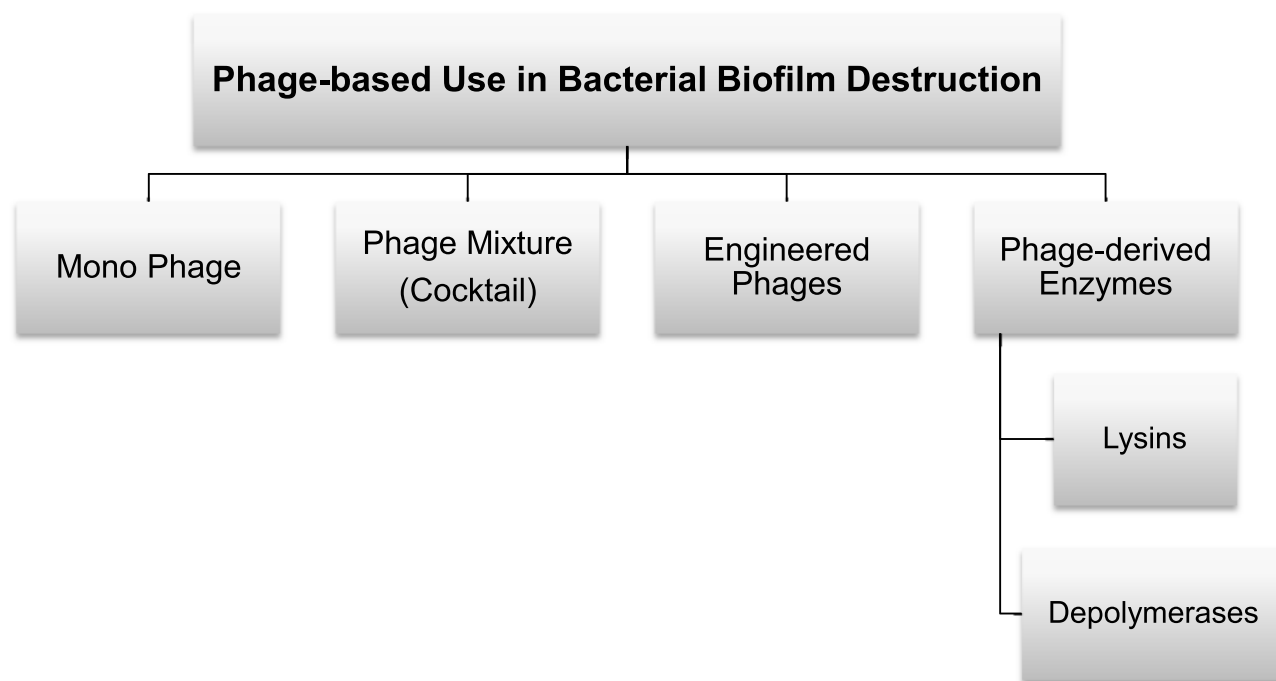 Phage-based Use in Bacterial Biofilm Destruction
Mono Phage
Phage Mixture
(Cocktail)
Engineered
Phages
Phage-derived
Enzymes
Lysins
Depolymerases